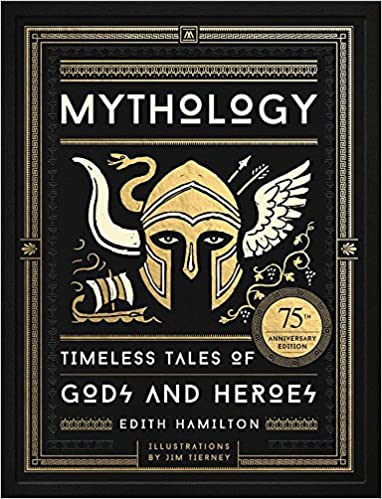 M
MYTHOLOGY
75TH
ANNIVERSARY
EDITION
TIMELESS TALES OF
GODS AND HEROES
EDITH HAMILTON
ILLUSTRATIONS
BY JIM TIERNEY